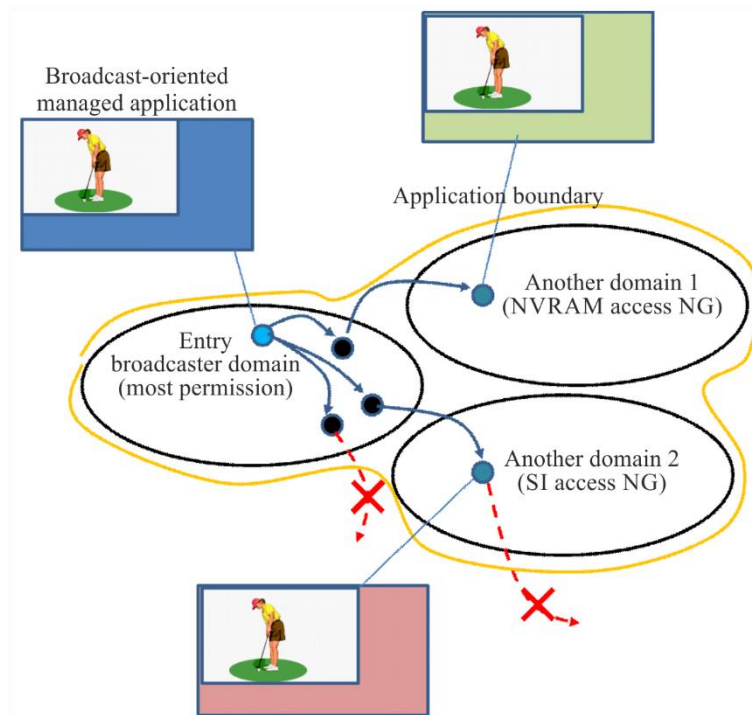 Broadcast-oriented
managed application
Application boundary
Another domain 1
(NVRAM access NG)
Entry
broadcaster domain
(most permission)
Another domain 2
(SI access NG)